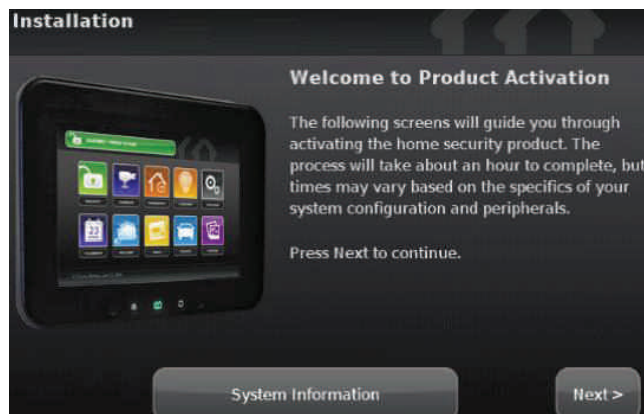 Installation
Welcome to Product Activation
The following screens will guide you through
activating the home security product. The
process will take about an hour to complete, but
times may vary based on the specifics of your
system configuration and peripherals.
Press Next to continue.
23
System Information
Next >